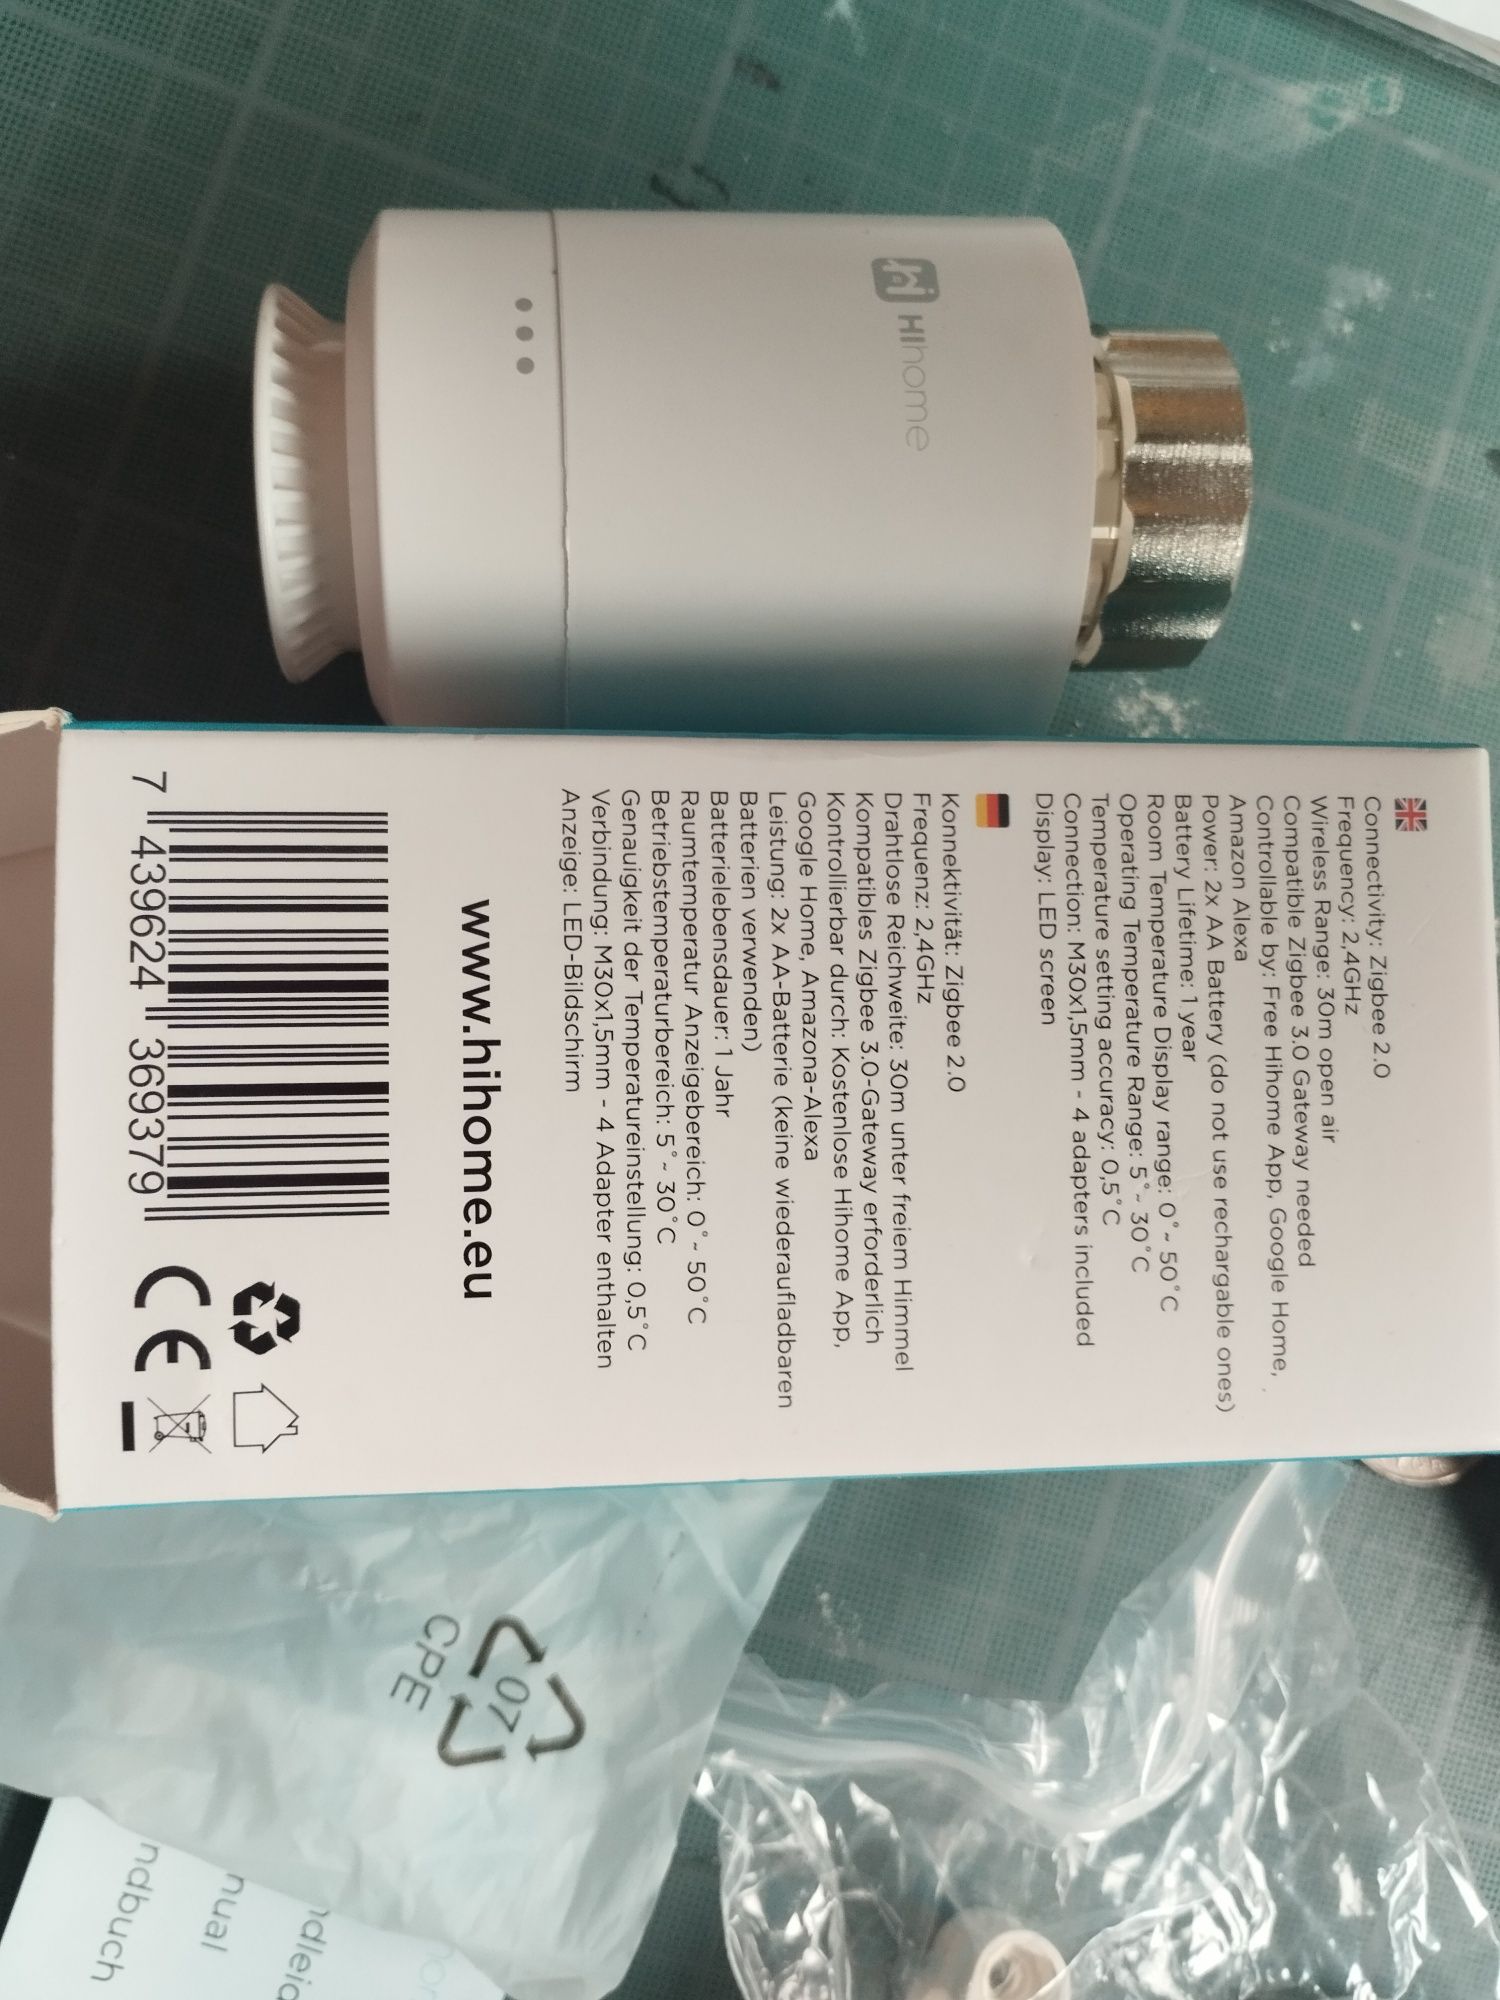 HIhome
Connectivity: Zigbee 2.0
Frequency: 2,4GHz
Wireless Range: 30m open air
Compatible Zigbee 3.0 Gateway needed
Controllable by: Free Hihome App, Google Home,
Amazon Alexa
Power: 2x AA Battery (do not use rechargable ones)
Battery Lifetime: 1 year
Room Temperature Display range: 0°~ 50°C
Operating Temperature Range: 5°~ 30°C
Temperature setting accuracy: 0,5°C
Connection: M30x1,5mm - 4 adapters included
Display: LED screen
Konnektivität: Zigbee 2.0
Frequenz: 2,4GHz
Drahtlose Reichweite: 30m unter freiem Himmel
Kompatibles Zigbee 3.0-Gateway erforderlich
Kontrollierbar durch: Kostenlose Hihome App,
Google Home, Amazona-Alexa
Leistung: 2x AA-Batterie (keine wiederaufladbaren
Batterien verwenden)
Batterielebensdauer: 1 Jahr
Raumtemperatur Anzeigebereich: 0°~ 50°C
Betriebstemperaturbereich: 5°~ 30°C
Genauigkeit der Temperatureinstellung: 0,5°C
Verbindung: M30x1,5mm - 4 Adapter enthalten
Anzeige: LED-Bildschirm
www.hihome.eu
7 439624 369379
CE
07
CPE
ndleid
nual
ndbuch